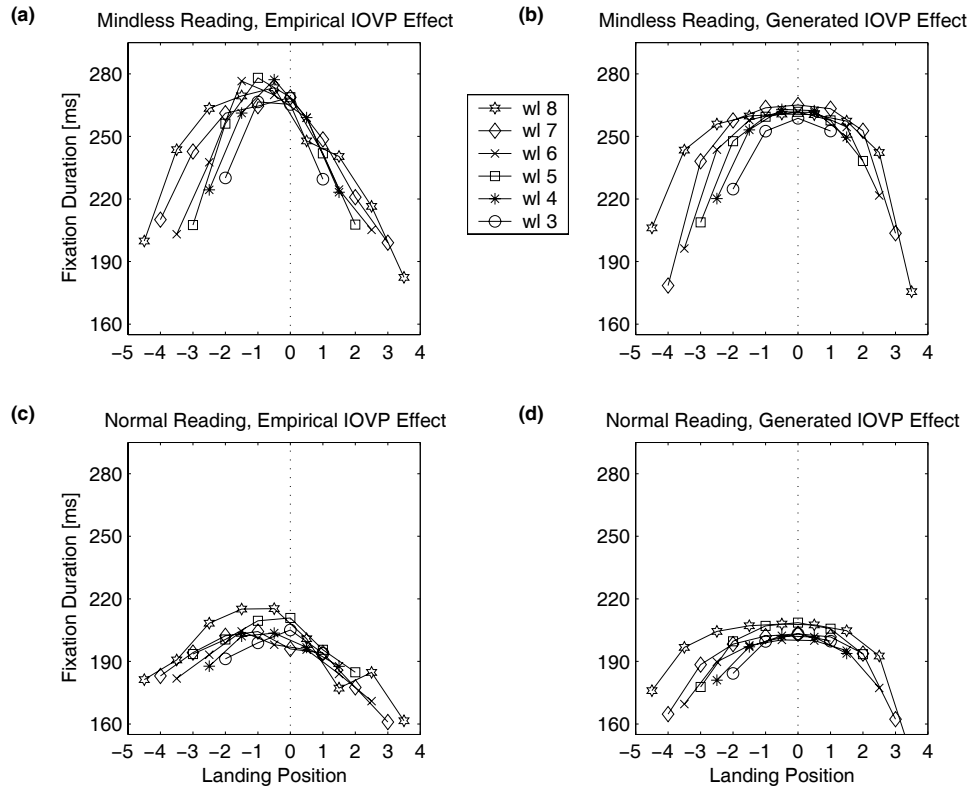 (a)
Mindless Reading, Empirical IOVP Effect
Fixation Duration [ms]
280
250
220
190
160
−5 −4 −3 −2 −1 0 1 2 3 4
(b)
Mindless Reading, Generated IOVP Effect
280
250
220
190
160
−5 −4 −3 −2 −1 0 1 2 3 4
wl 8
wl 7
wl 6
wl 5
wl 4
wl 3
(c)
Normal Reading, Empirical IOVP Effect
Fixation Duration [ms]
280
250
220
190
160
−5 −4 −3 −2 −1 0 1 2 3 4
Landing Position
(d)
Normal Reading, Generated IOVP Effect
280
250
220
190
160
−5 −4 −3 −2 −1 0 1 2 3 4
Landing Position